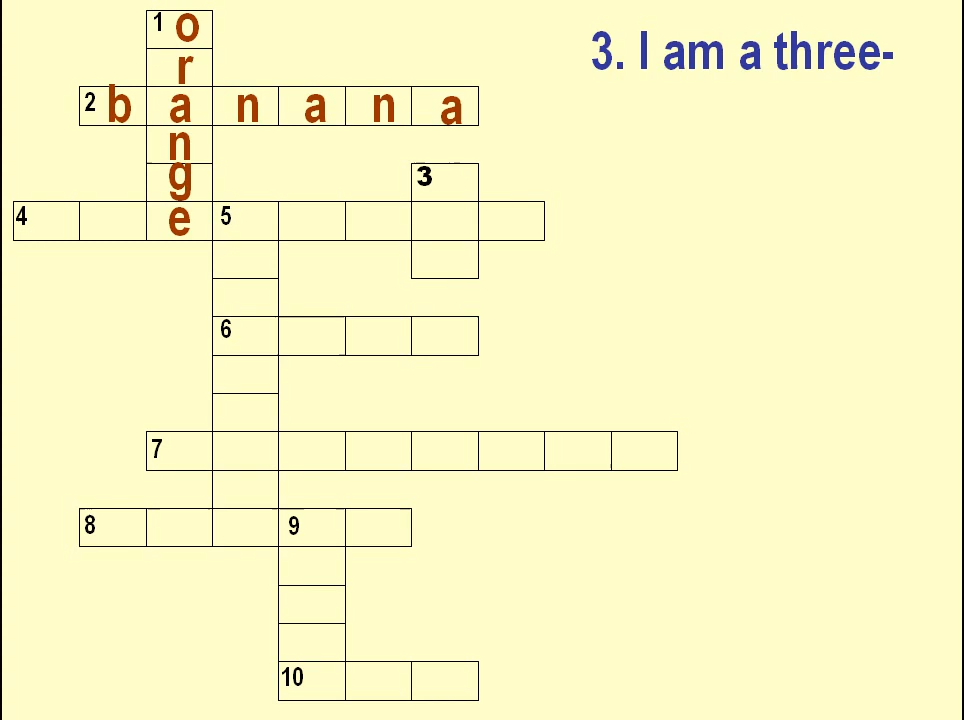 3. I am a three-
1 o
r
2 b a n a n a
n
g
3
4 e 5
6
7
8 9
10